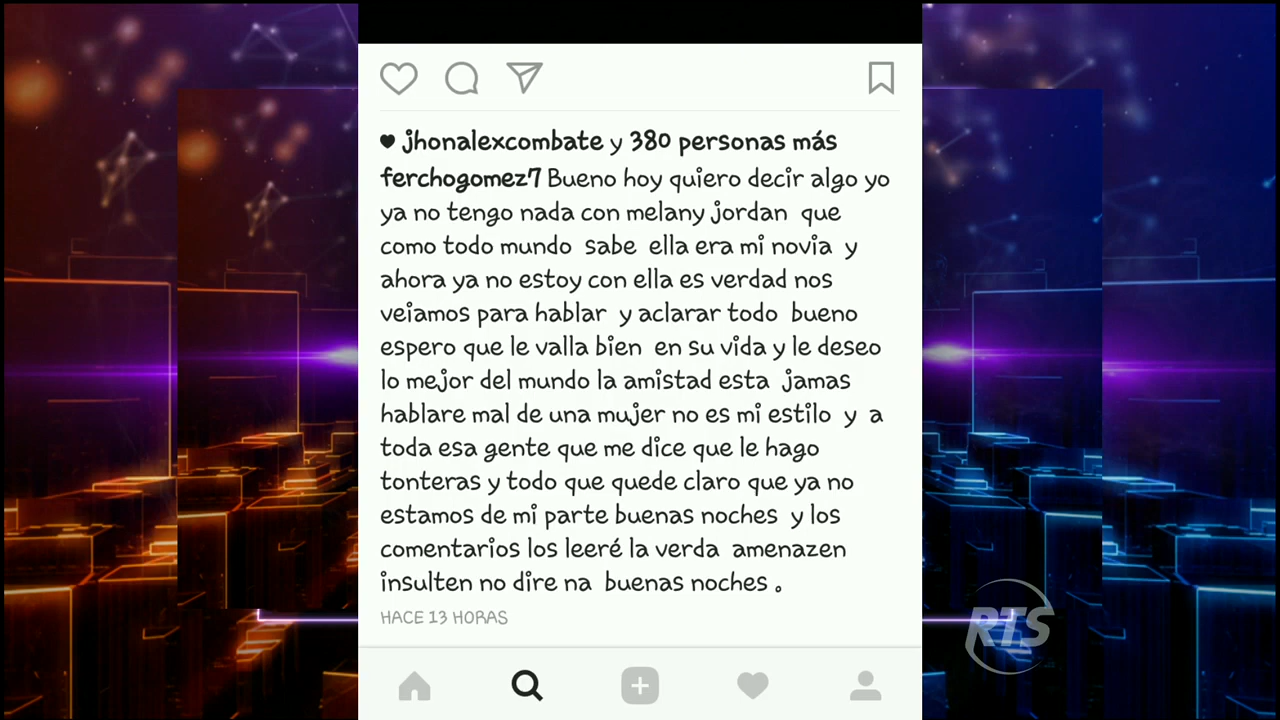 jhonalexcombate y 380 personas más
ferchogomez7 Bueno hoy quiero decir algo yo
ya no tengo nada con melany jordan que
como todo mundo sabe ella era mi novia y
ahora ya no estoy con ella es verdad nos
veiamos para hablar y aclarar todo bueno
espero que le valla bien en su vida y le deseo
lo mejor del mundo la amistad esta jamas
hablare mal de una mujer no es mi estilo y a
toda esa gente que me dice que le hago
tonteras y todo que quede claro que ya no
estamos de mi parte buenas noches y los
comentarios los leeré la verda amenazen
insulten no dire na buenas noches .
HACE 13 HORAS
RTS